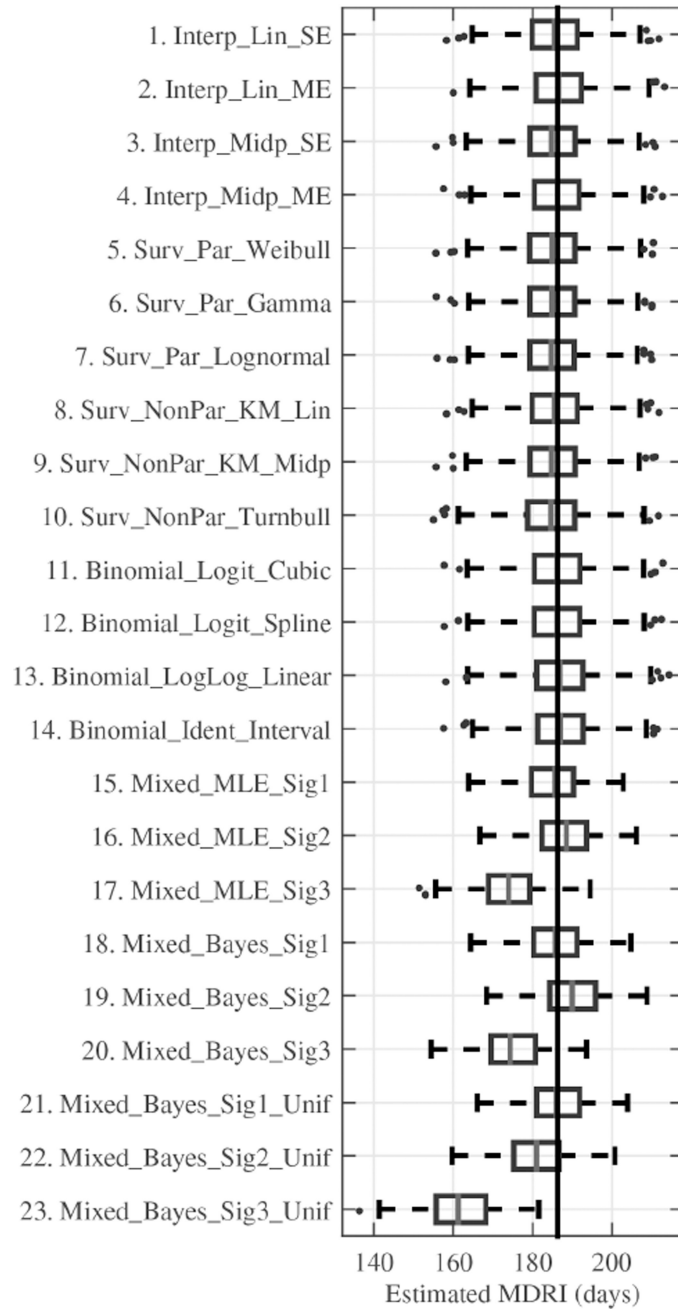 1. Interp_Lin_SE
2. Interp_Lin_ME
3. Interp_Midp_SE
4. Interp_Midp_ME
5. Surv_Par_Weibull
6. Surv_Par_Gamma
7. Surv_Par_Lognormal
8. Surv_NonPar_KM_Lin
9. Surv_NonPar_KM_Midp
10. Surv_NonPar_Turnbull
11. Binomial_Logit_Cubic
12. Binomial_Logit_Spline
13. Binomial_LogLog_Linear
14. Binomial_Ident_Interval
15. Mixed_MLE_Sig1
16. Mixed_MLE_Sig2
17. Mixed_MLE_Sig3
18. Mixed_Bayes_Sig1
19. Mixed_Bayes_Sig2
20. Mixed_Bayes_Sig3
21. Mixed_Bayes_Sig1_Unif
22. Mixed_Bayes_Sig2_Unif
23. Mixed_Bayes_Sig3_Unif
140 160 180 200
Estimated MDRI (days)